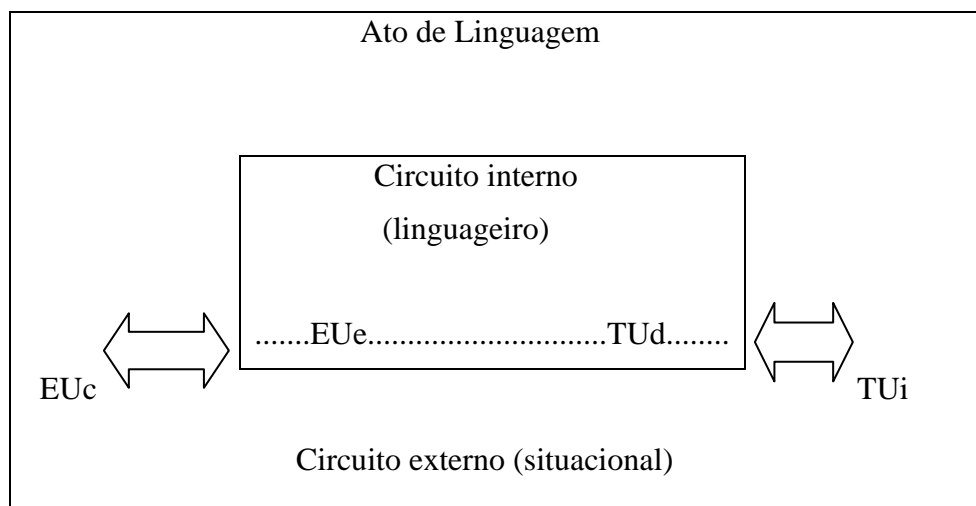 Ato de Linguagem
Circuito interno
(linguageiro)
.......EUe.............................TUd........
EUc
TUi
Circuito externo (situacional)